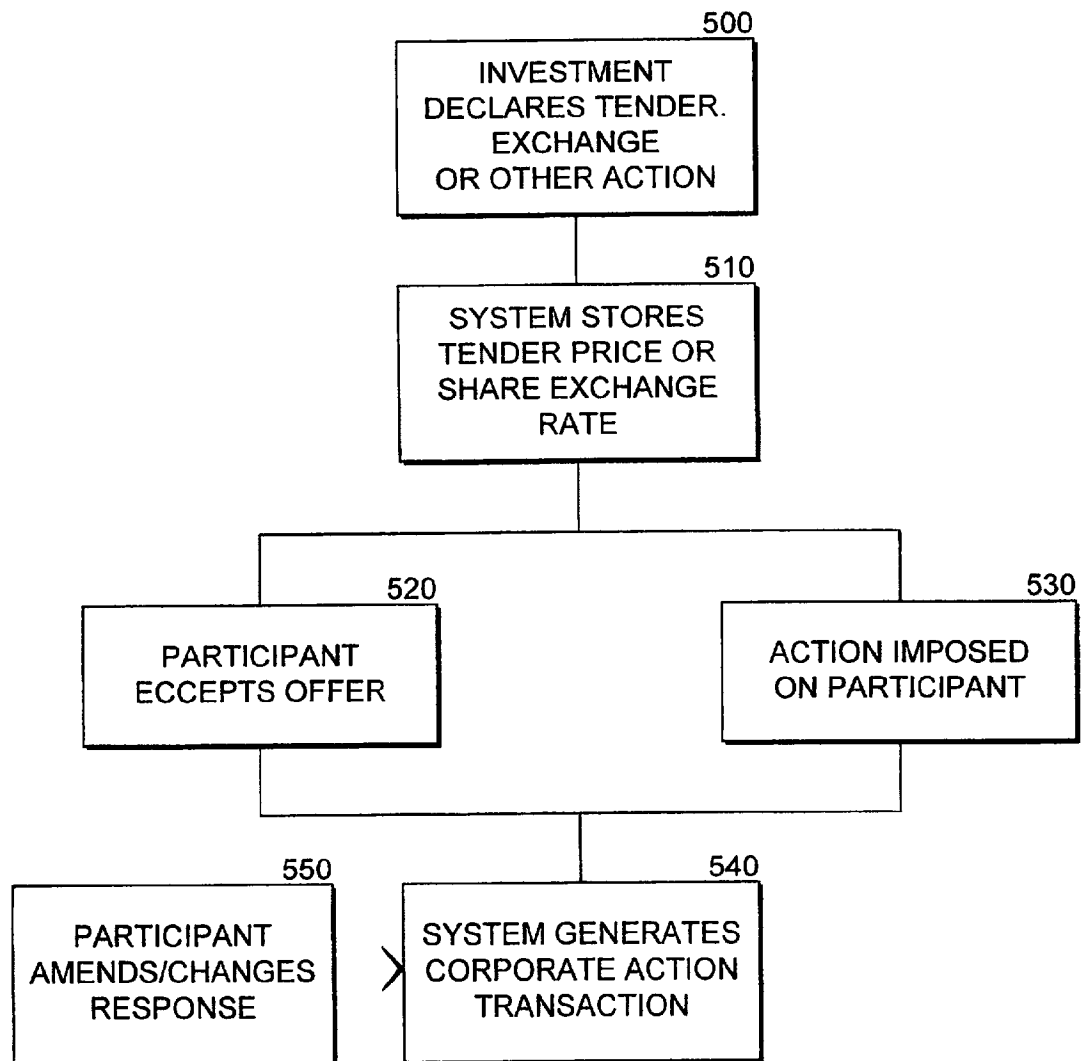 500
INVESTMENT
DECLARES TENDER.
EXCHANGE
OR OTHER ACTION
510
SYSTEM STORES
TENDER PRICE OR
SHARE EXCHANGE
RATE
520
PARTICIPANT
ECCEPTS OFFER
530
ACTION IMPOSED
ON PARTICIPANT
550
PARTICIPANT
AMENDS/CHANGES
RESPONSE
540
SYSTEM GENERATES
CORPORATE ACTION
TRANSACTION